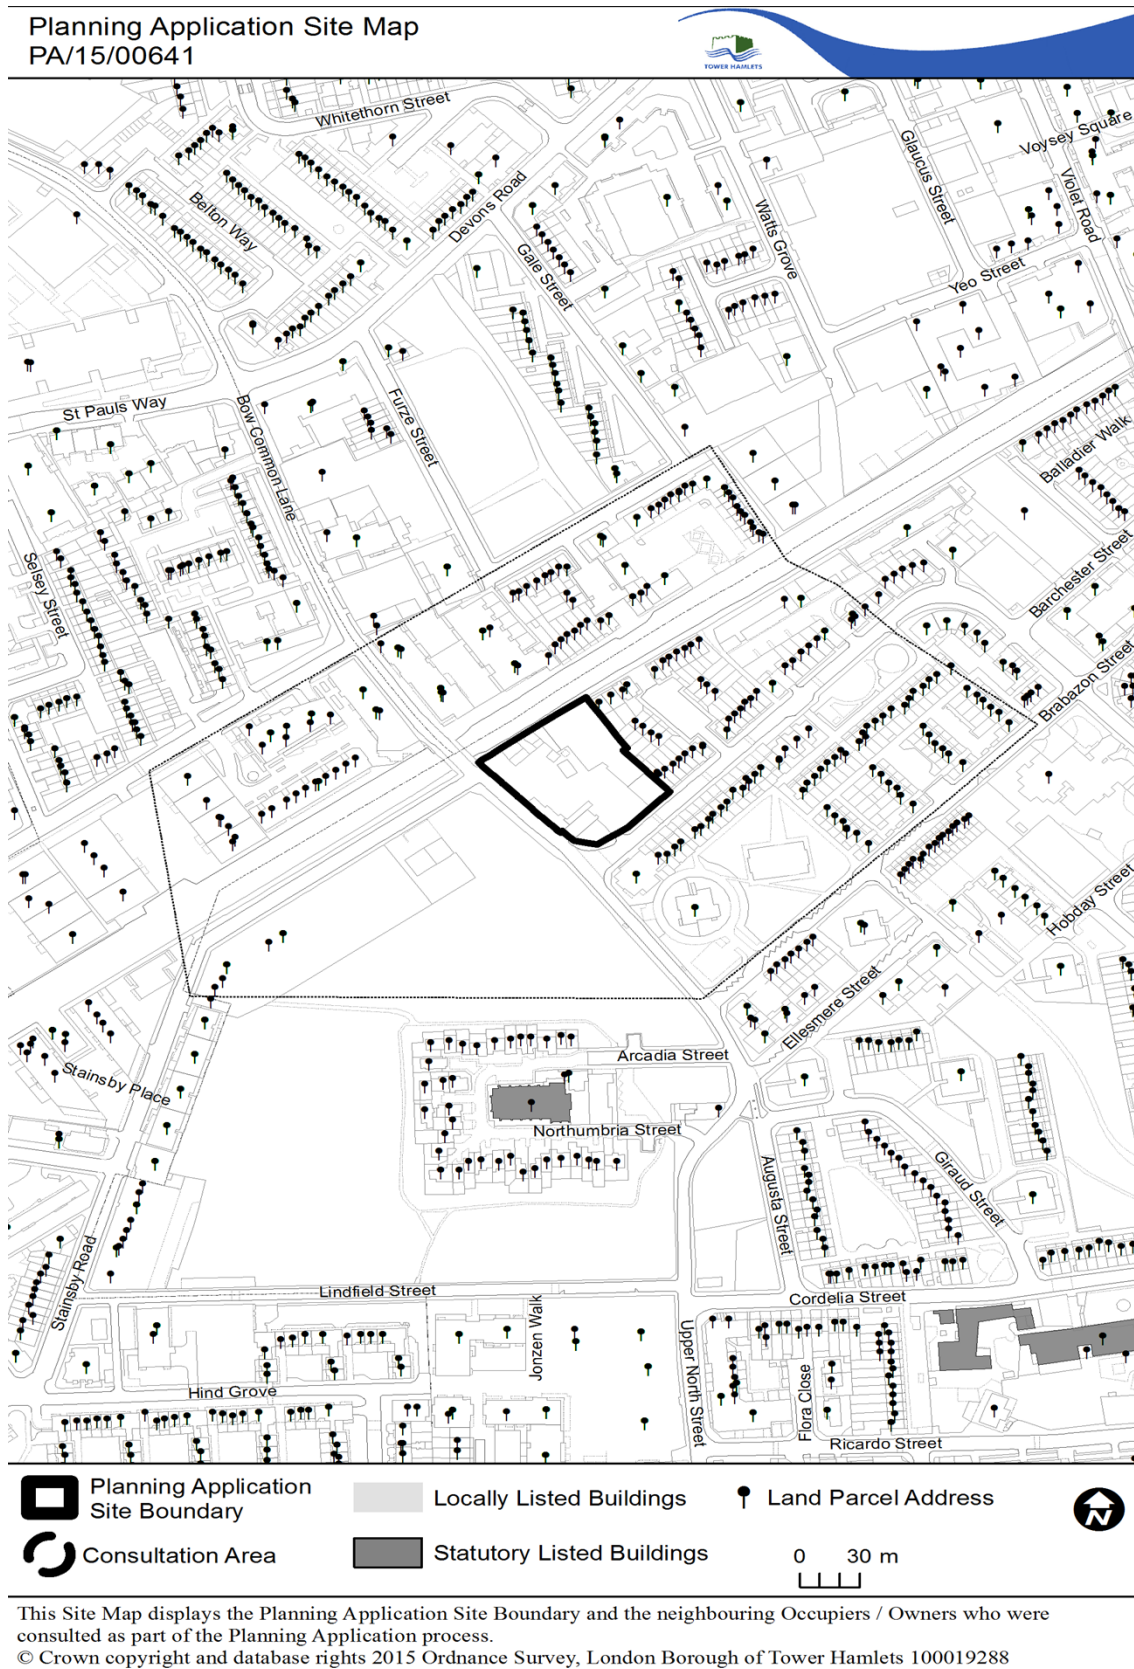 Planning Application Site Map
PA/15/00641
TOWER HAMLETS
Whitethorn Street
Voysey Square
Glaucus Street
Violet Road
Belton Way
Devons Road
Watts Grove
Gale Street
Yeo Street
St Pauls Way
Bow Common Lane
Furze Street
Balladier Walk
Selsey Street
Barchester Street
Brabazon Street
Hobday Street
Ellesmere Street
Stainsby Place
Arcadia Street
Northumbria Street
Augusta Street
Giraud Street
Stainsby Road
Lindfield Street
Cordelia Street
Jonzen Walk
Upper North Street
Flora Close
Hind Grove
Ricardo Street
Planning Application
Site Boundary
Locally Listed Buildings
Land Parcel Address
N
Consultation Area
Statutory Listed Buildings
0 30 m
This Site Map displays the Planning Application Site Boundary and the neighbouring Occupiers / Owners who were
consulted as part of the Planning Application process.
© Crown copyright and database rights 2015 Ordnance Survey, London Borough of Tower Hamlets 100019288